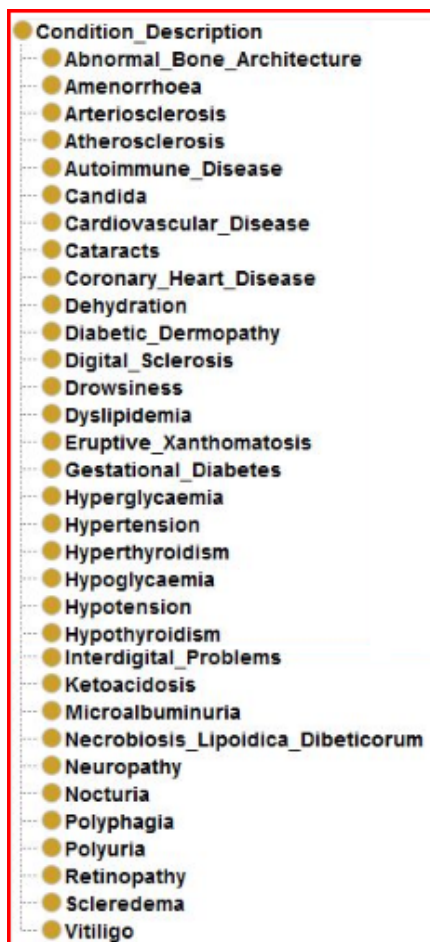 Condition_Description
Abnormal_Bone_Architecture
Amenorrhoea
Arteriosclerosis
Atherosclerosis
Autoimmune_Disease
Candida
Cardiovascular_Disease
Cataracts
Coronary_Heart_Disease
Dehydration
Diabetic_Dermopathy
Digital_Sclerosis
Drowsiness
Dyslipidemia
Eruptive_Xanthomatosis
Gestational_Diabetes
Hyperglycaemia
Hypertension
Hyperthyroidism
Hypoglycaemia
Hypotension
Hypothyroidism
Interdigital_Problems
Ketoacidosis
Microalbuminuria
Necrobiosis_Lipoidica_Dibeticorum
Neuropathy
Nocturia
Polyphagia
Polyuria
Retinopathy
Scleredema
Vitiligo